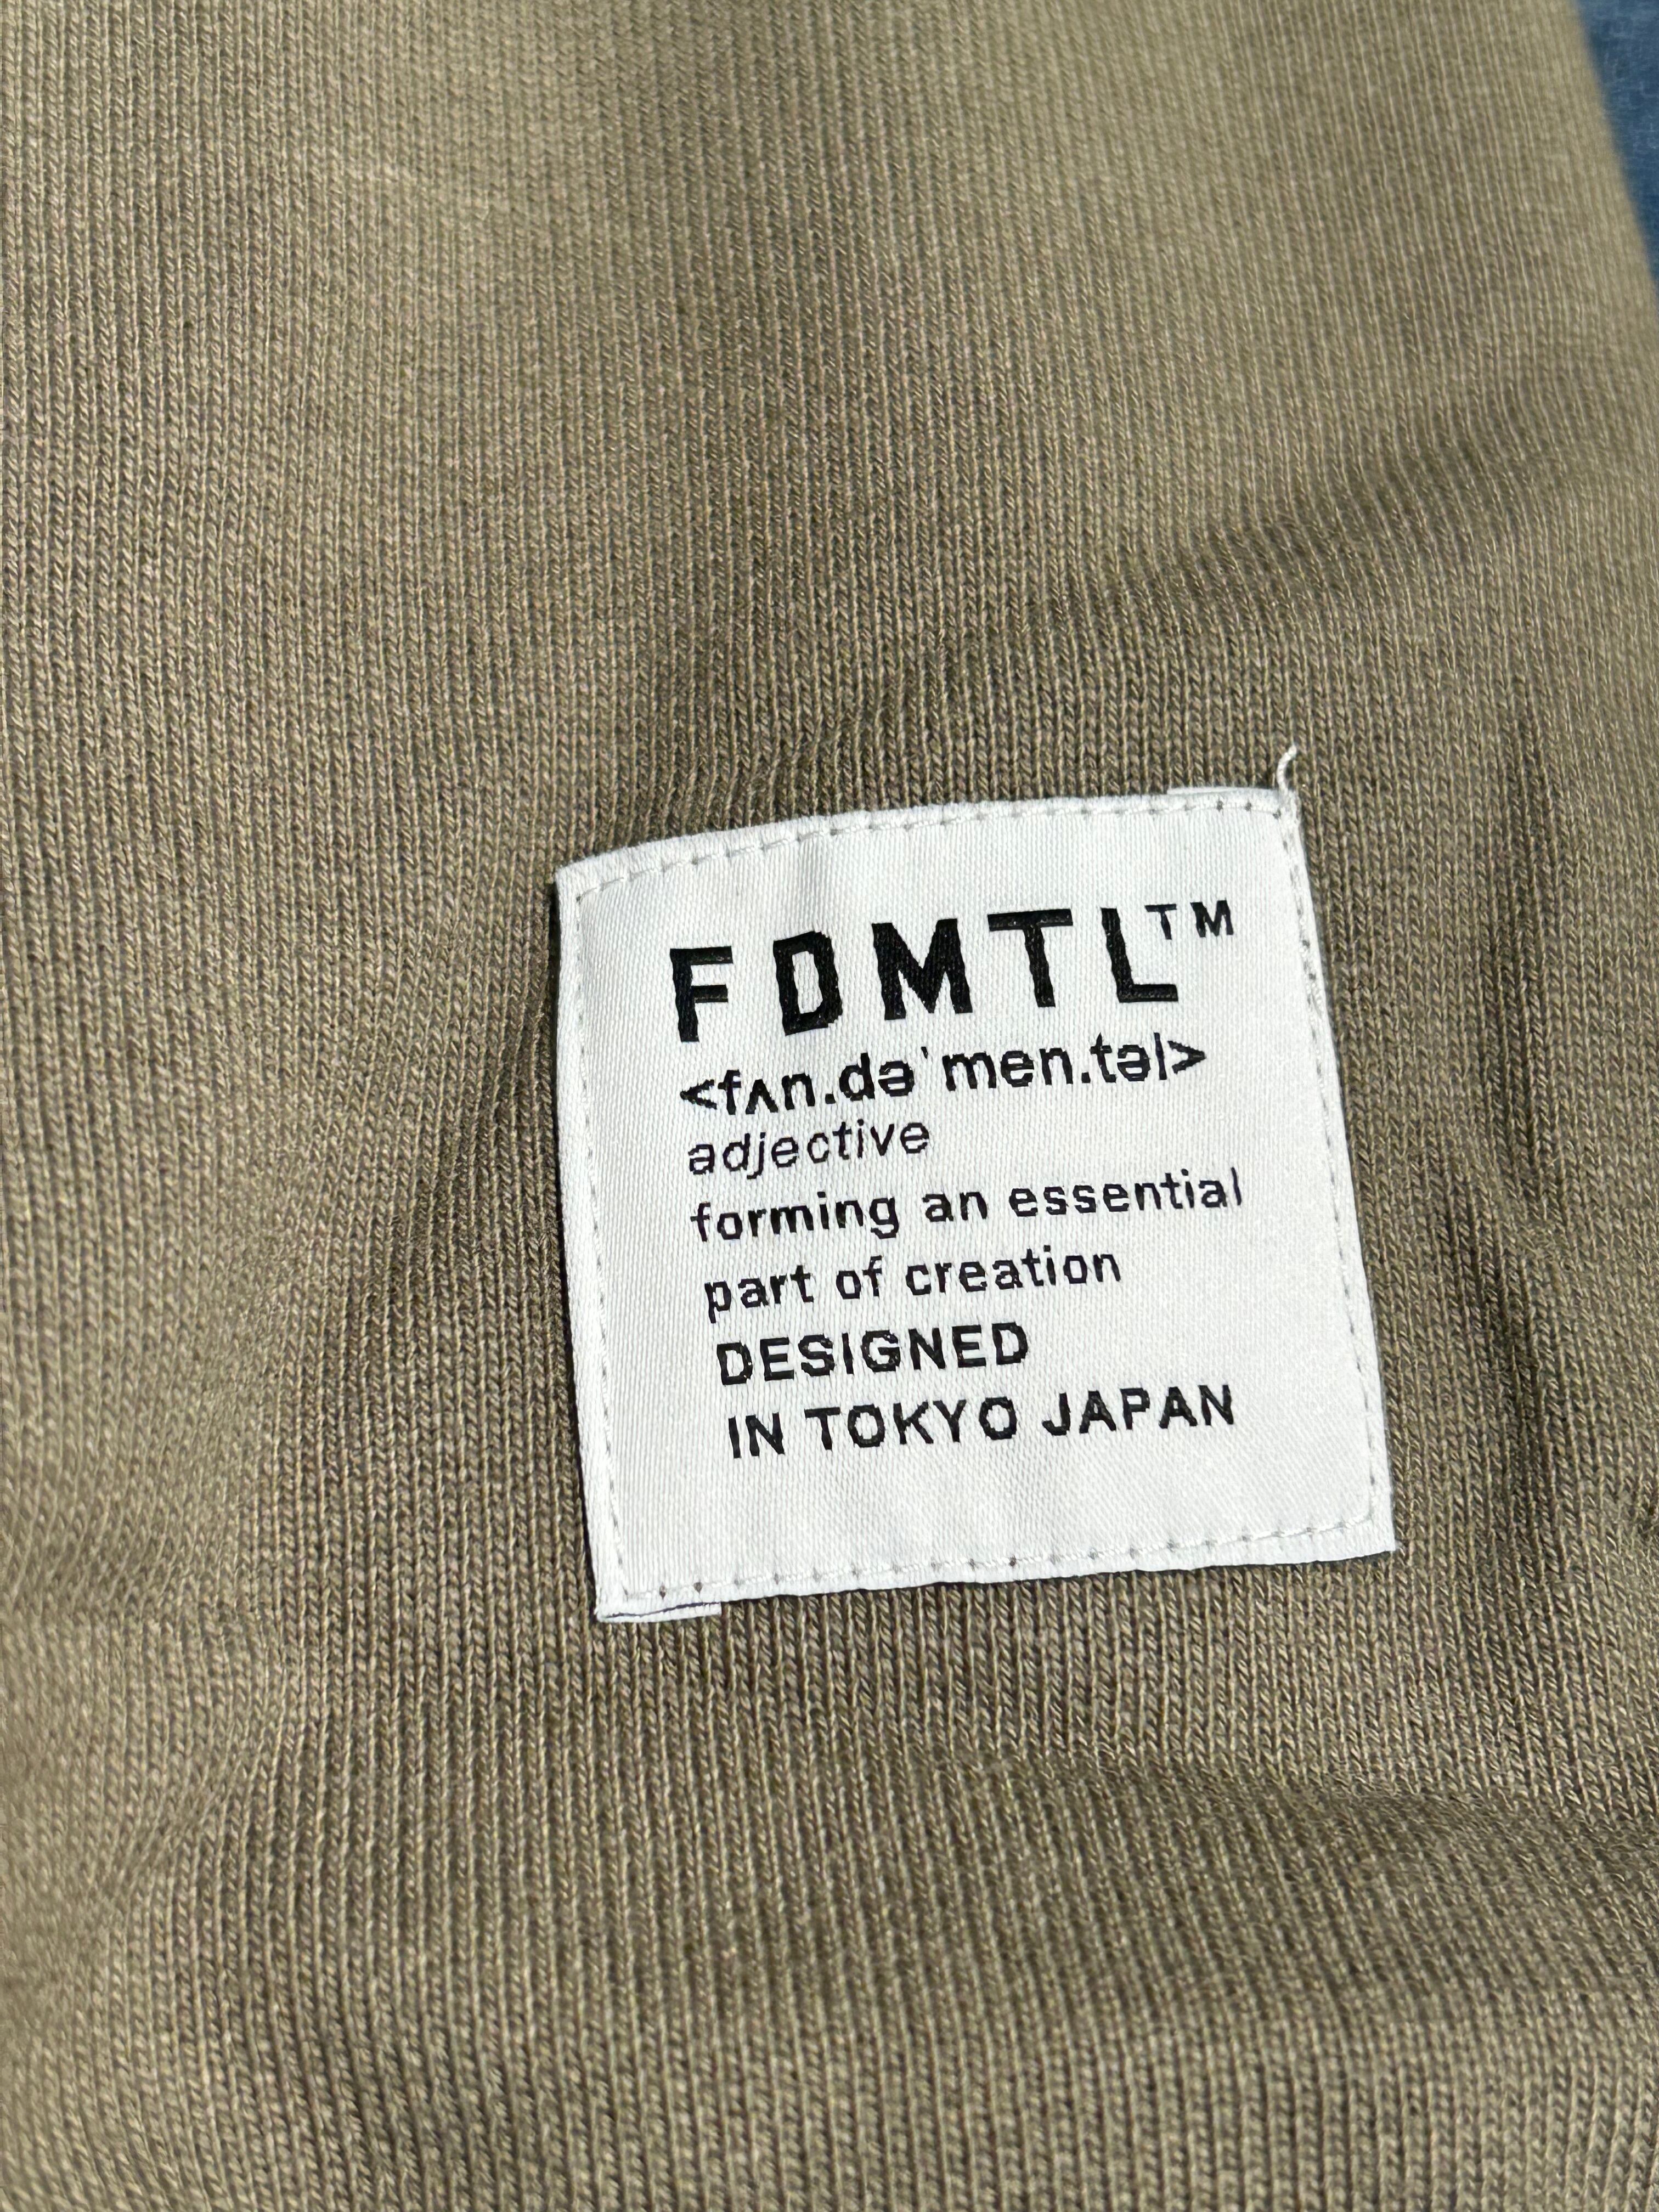 FDMTL™
<fʌn.dəˈmen.təl>
adjective
forming an essential
part of creation
DESIGNED
IN TOKYO JAPAN